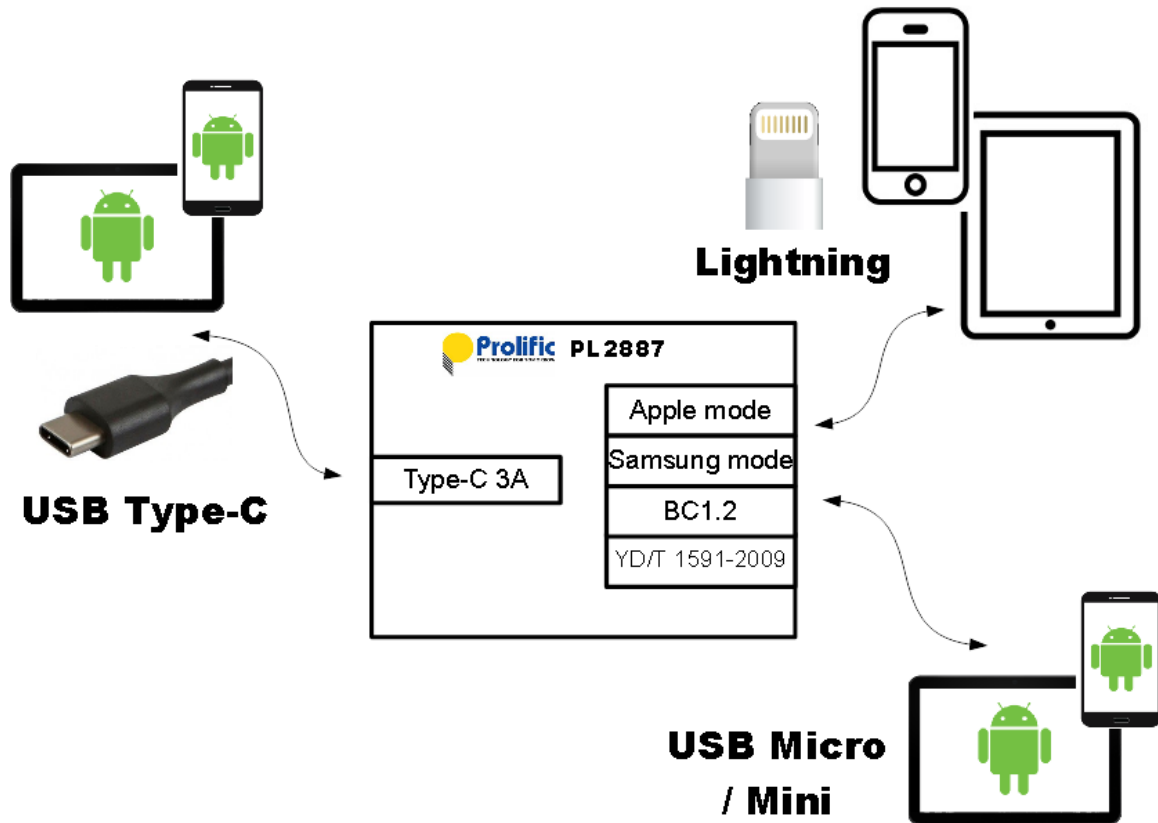 Lightning
Prolific PL2887
Apple mode
Samsung mode
Type-C 3A
BC1.2
YD/T 1591-2009
USB Type-C
USB Micro
/ Mini